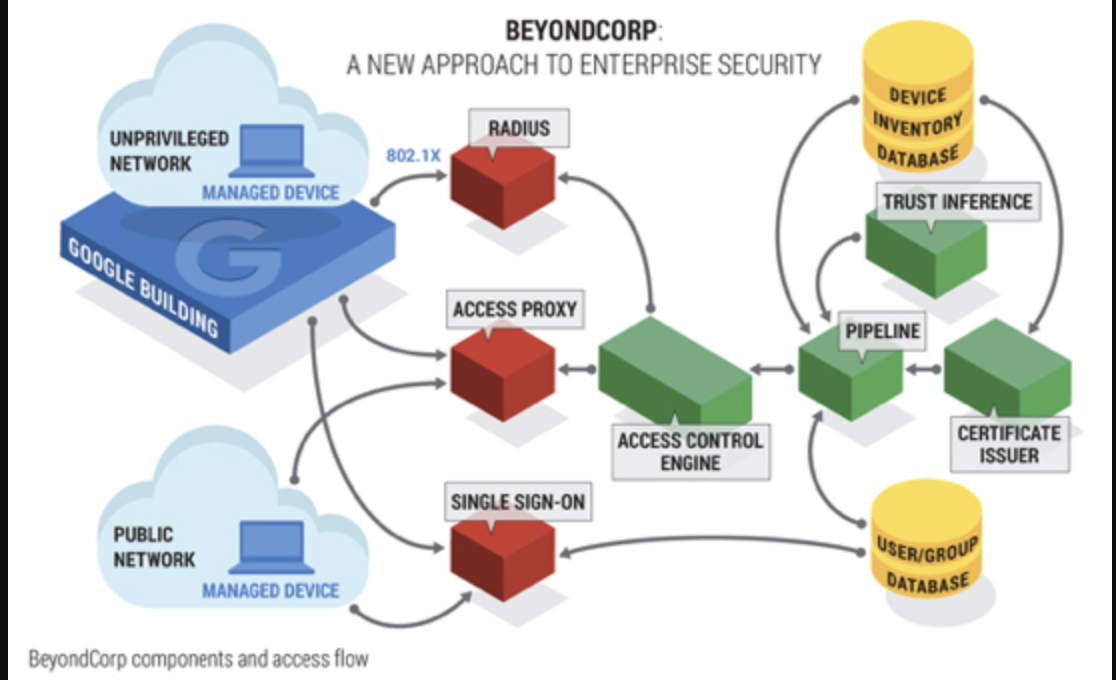 BEYONDCORP:
A NEW APPROACH TO ENTERPRISE SECURITY
UNPRIVILEGED
NETWORK
MANAGED DEVICE
G
GOOGLE BUILDING
802.1X
RADIUS
ACCESS PROXY
SINGLE SIGN-ON
ACCESS CONTROL
ENGINE
DEVICE
INVENTORY
DATABASE
TRUST INFERENCE
PIPELINE
CERTIFICATE
ISSUER
USER/GROUP
DATABASE
PUBLIC
NETWORK
MANAGED DEVICE
BeyondCorp components and access flow